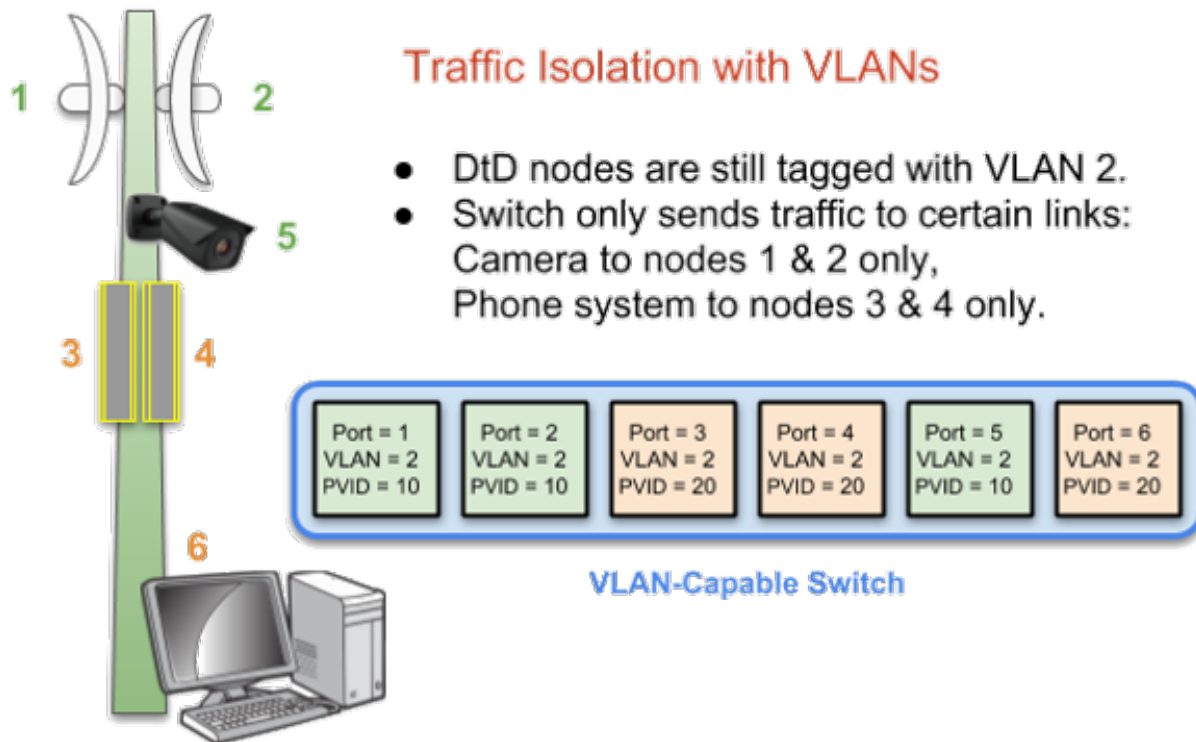 Traffic Isolation with VLANs
1
2
● DtD nodes are still tagged with VLAN 2.
● Switch only sends traffic to certain links:
Camera to nodes 1 & 2 only,
Phone system to nodes 3 & 4 only.
5
3
4
Port = 1
VLAN = 2
PVID = 10
Port = 2
VLAN = 2
PVID = 10
Port = 3
VLAN = 2
PVID = 20
Port = 4
VLAN = 2
PVID = 20
Port = 5
VLAN = 2
PVID = 10
Port = 6
VLAN = 2
PVID = 20
6
VLAN-Capable Switch